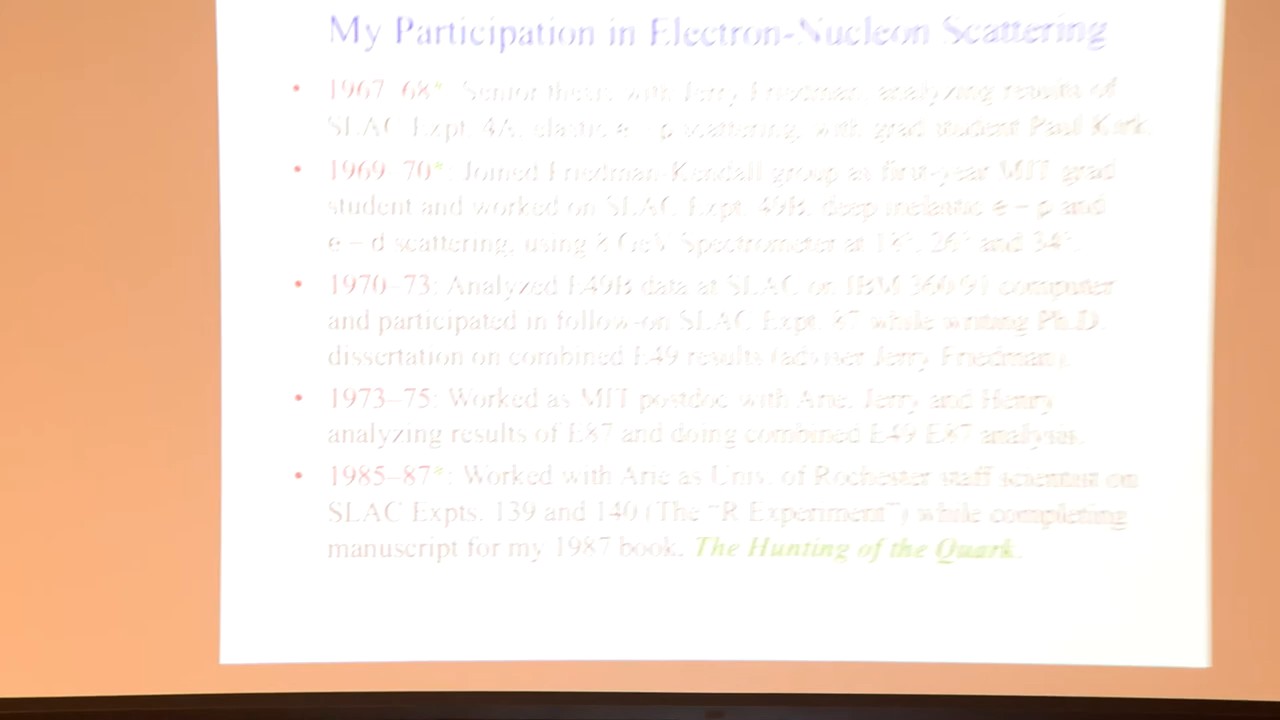 My Participation in Electron-Nucleon Scattering
• 1967–68*: Senior thesis with Jerry Friedman, analyzing results of
SLAC Expt. 4A, elastic e – p scattering, with grad student Paul Kirk.
• 1969–70*: Joined Friedman-Kendall group as first-year MIT grad
student and worked on SLAC Expt. 49B, deep inelastic e – p and
e – d scattering, using 8 GeV Spectrometer at 18°, 26° and 34°.
• 1970–73: Analyzed E49B data at SLAC on IBM 360/91 computer
and participated in follow-on SLAC Expt. 87 while writing Ph.D.
dissertation on combined E49 results (adviser Jerry Friedman).
• 1973–75: Worked as MIT postdoc with Arie, Jerry and Henry
analyzing results of E87 and doing combined E49 E87 analyses.
• 1985–87*: Worked with Arie as Univ. of Rochester staff scientist on
SLAC Expts. 139 and 140 (The “R Experiment”) while completing
manuscript for my 1987 book, The Hunting of the Quark.